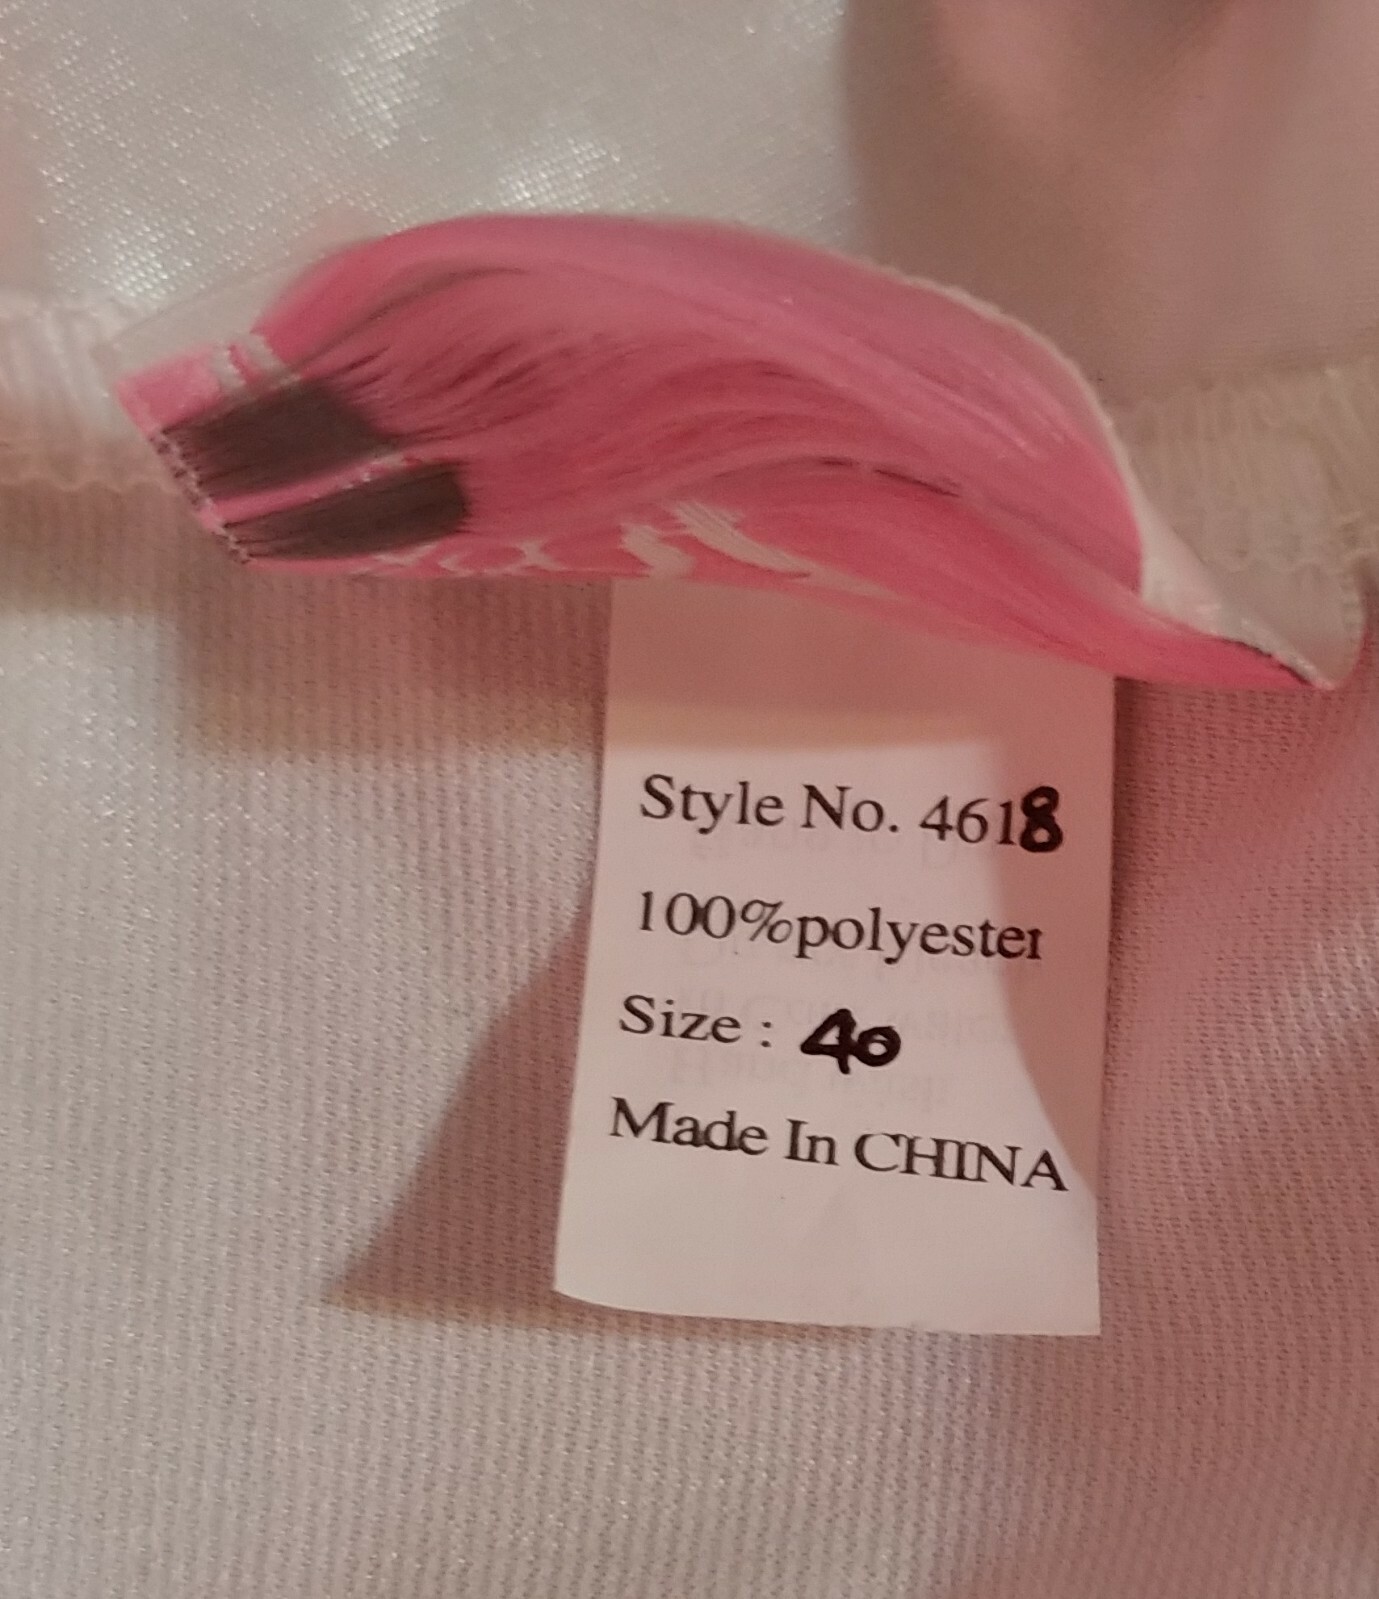 Style No. 4618
100%polyester
Size : 40
Made In CHINA